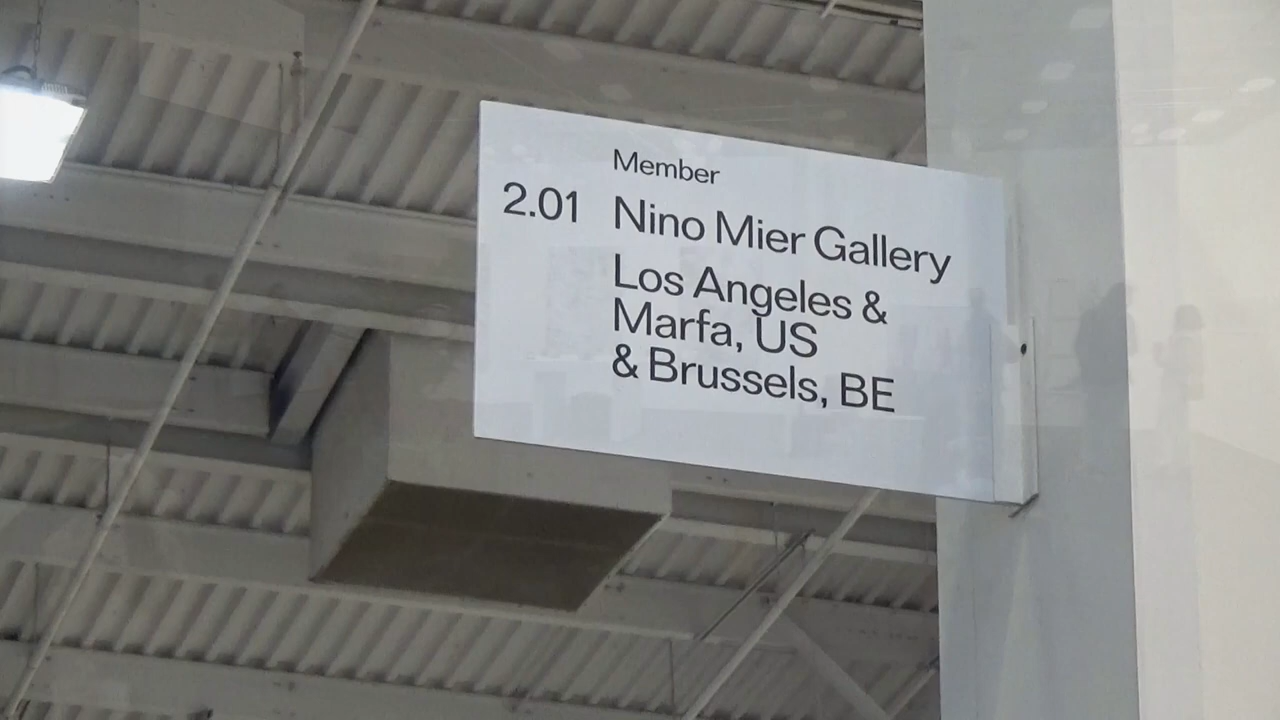 Member
2.01 Nino Mier Gallery
Los Angeles &
Marfa, US
& Brussels, BE